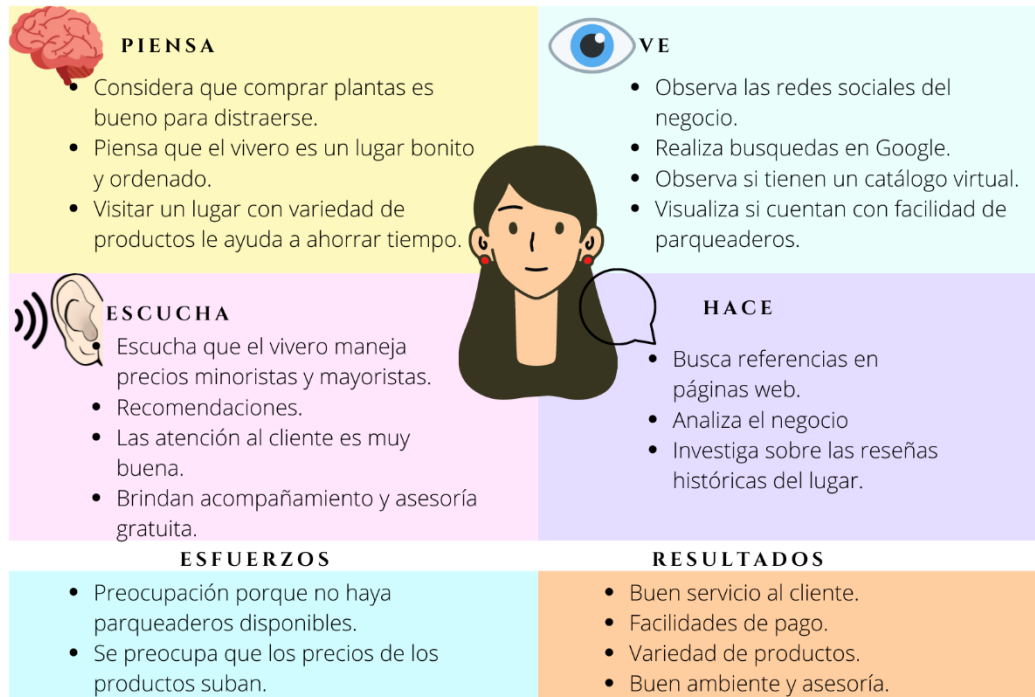 PIENSA
• Considera que comprar plantas es
bueno para distraerse.
• Piensa que el vivero es un lugar bonito
y ordenado.
• Visitar un lugar con variedad de
productos le ayuda a ahorrar tiempo.
VE
• Observa las redes sociales del
negocio.
• Realiza busquedas en Google.
• Observa si tienen un catálogo virtual.
• Visualiza si cuentan con facilidad de
parqueaderos.
ESCUCHA
• Escucha que el vivero maneja
precios minoristas y mayoristas.
• Recomendaciones.
• Las atención al cliente es muy
buena.
• Brindan acompañamiento y asesoría
gratuita.
HACE
• Busca referencias en
páginas web.
• Analiza el negocio
• Investiga sobre las reseñas
históricas del lugar.
ESFUERZOS
• Preocupación porque no haya
parqueaderos disponibles.
• Se preocupa que los precios de los
productos suban.
RESULTADOS
• Buen servicio al cliente.
• Facilidades de pago.
• Variedad de productos.
• Buen ambiente y asesoría.